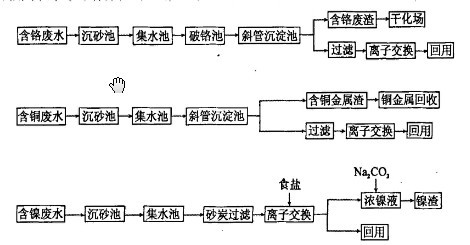 含铬废渣 干化场
含铬废水 沉砂池 集水池 破铬池 斜管沉淀池
过滤 离子交换 回用
含铜金属渣 铜金属回收
含铜废水 沉砂池 集水池 斜管沉淀池
过滤 离子交换 回用
食盐 Na₂CO₃
浓镍液 镍渣
含镍废水 沉砂池 集水池 砂炭过滤 离子交换
回用